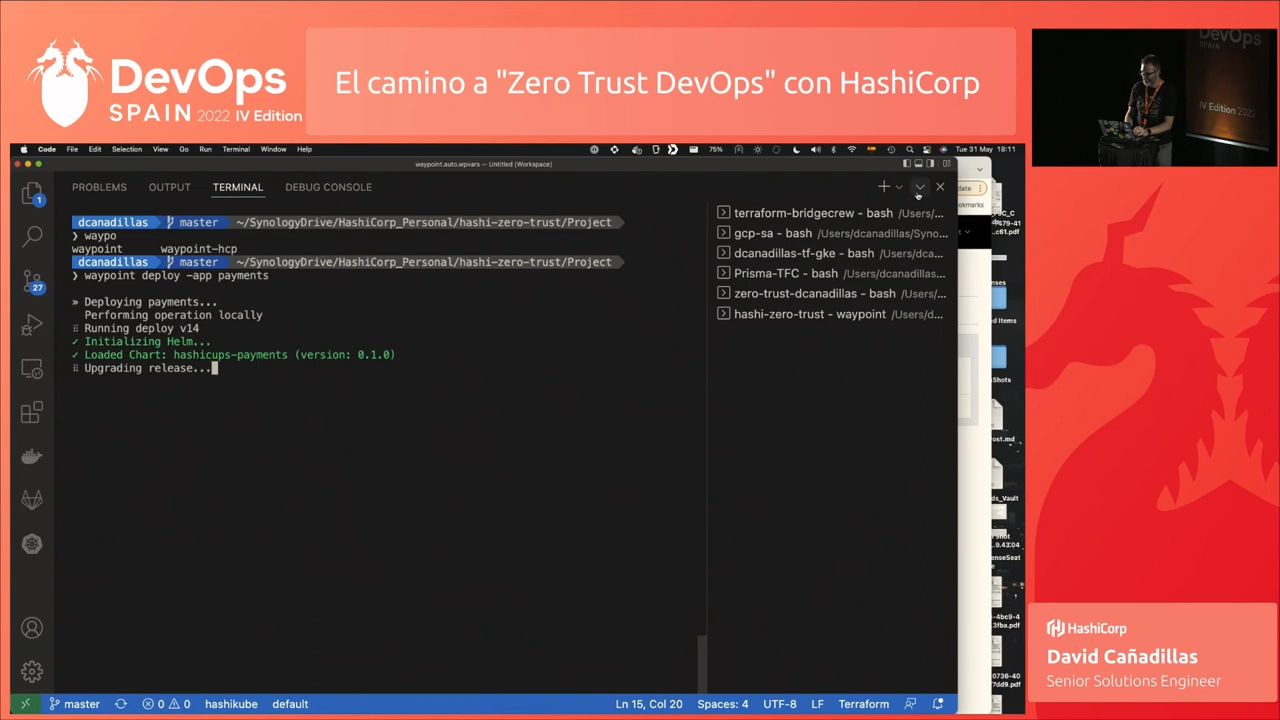 DevOps
SPAIN 2022 IV Edition
El camino a "Zero Trust DevOps" con HashiCorp
DevOps
SPAIN
IV Edition 2022
Code File Edit Selection View Go Run Terminal Window Help
75% Tue 31 May 18:11
waypoint.auto.wpvars — Untitled (Workspace)
PROBLEMS OUTPUT TERMINAL DEBUG CONSOLE
dcanadillas master ~/SynologyDrive/HashiCorp_Personal/hashi-zero-trust/Project
❯ waypo
waypoint waypoint-hcp
dcanadillas master ~/SynologyDrive/HashiCorp_Personal/hashi-zero-trust/Project
❯ waypoint deploy -app payments
» Deploying payments...
Performing operation locally
⠿ Running deploy v14
✓ Initializing Helm...
✓ Loaded Chart: hashicups-payments (version: 0.1.0)
⠿ Upgrading release...
terraform-bridgecrew - bash /Users/...
gcp-sa - bash /Users/dcanadillas/Syno...
dcanadillas-tf-gke - bash /Users/dca...
Prisma-TFC - bash /Users/dcanadillas...
zero-trust-dcanadillas - bash /Users/...
hashi-zero-trust - waypoint /Users/d...
1
27
master 0 0 hashikube default
Ln 15, Col 20 Spaces: 4 UTF-8 LF Terraform
HashiCorp
David Cañadillas
Senior Solutions Engineer